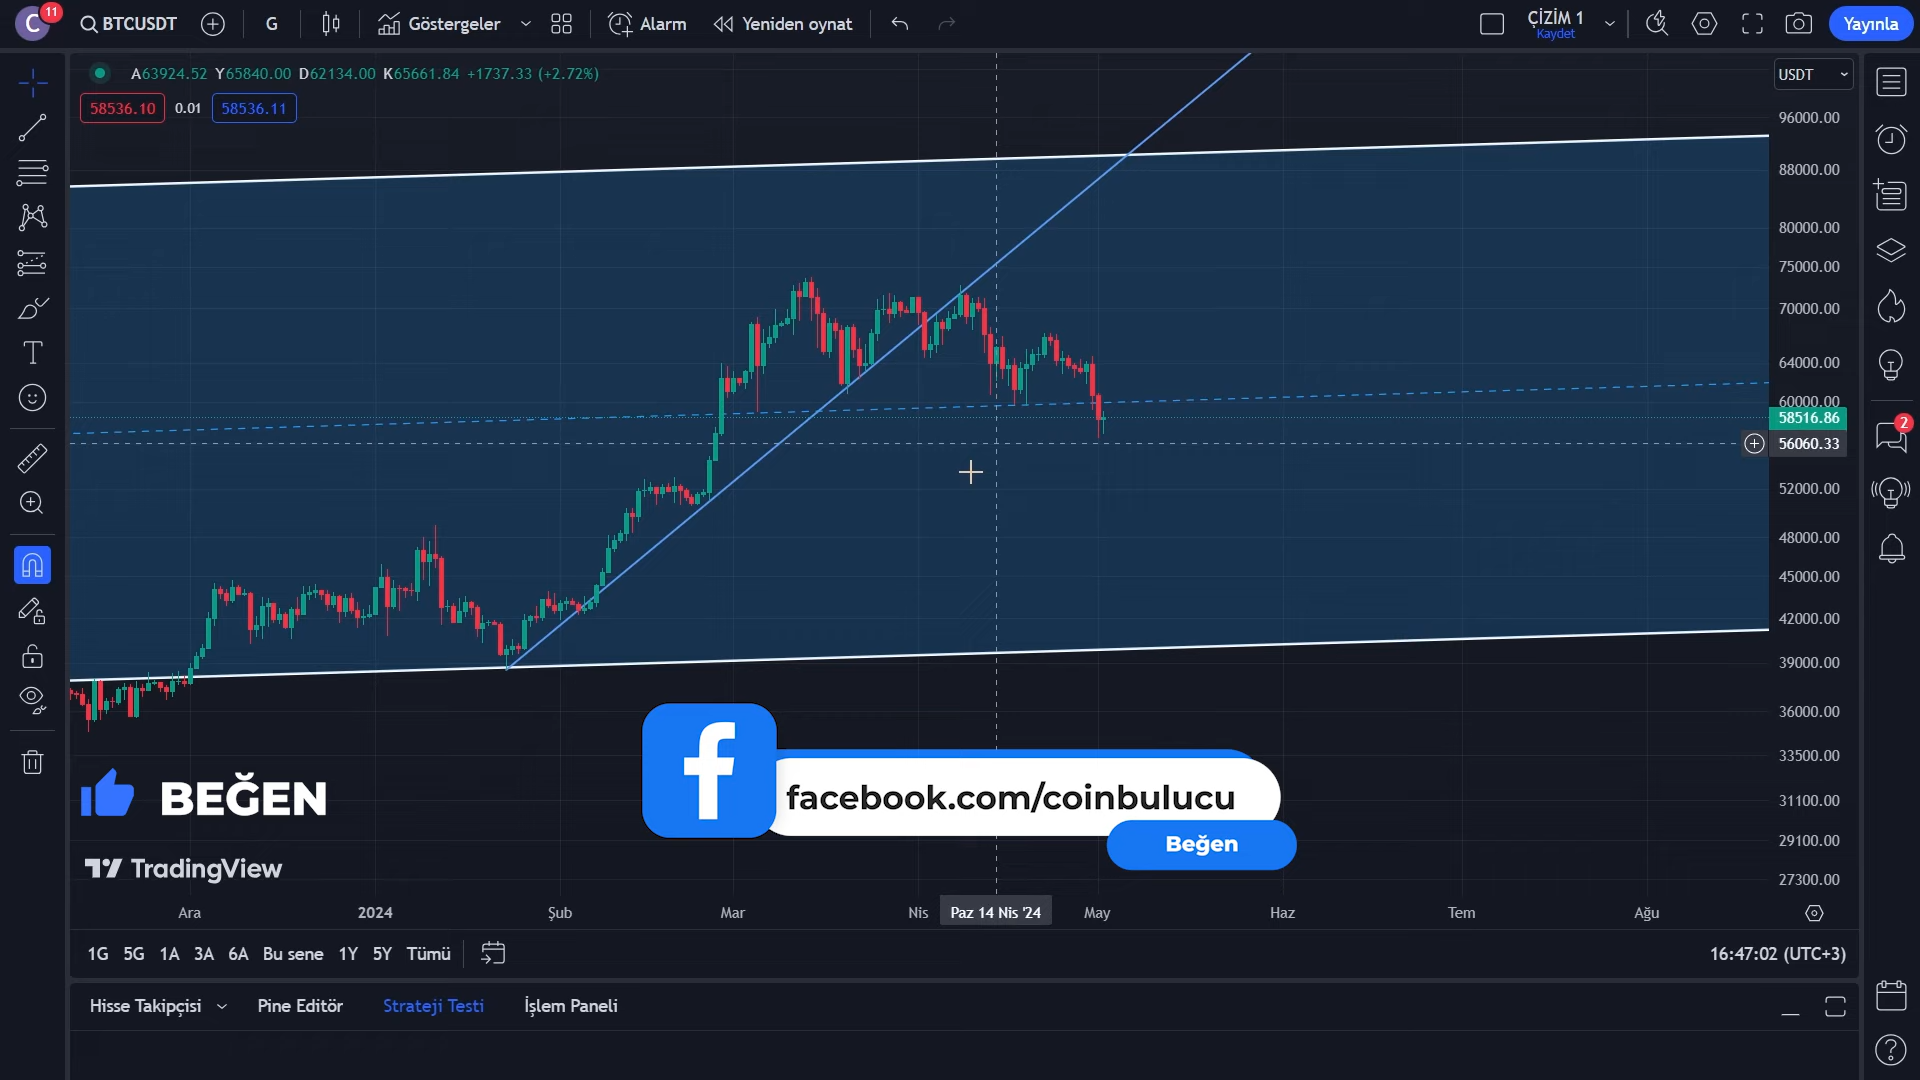 C 11 BTCUSDT G Göstergeler Alarm Yeniden oynat ÇİZİM 1 Kaydet Yayınla
A63924.52 Y65840.00 D62134.00 K65661.84 +1737.33 (+2.72%)
USDT
58536.10 0.01 58536.11
96000.00
88000.00
80000.00
75000.00
70000.00
64000.00
60000.00
58516.86
56060.33
2
52000.00
48000.00
45000.00
42000.00
39000.00
36000.00
33500.00
31100.00
29100.00
27300.00
BEĞEN
facebook.com/coinbulucu
Beğen
TradingView
Ara 2024 Şub Mar Nis Paz 14 Nis '24 May Haz Tem Ağu
1G 5G 1A 3A 6A Bu sene 1Y 5Y Tümü 16:47:02 (UTC+3)
Hisse Takipçisi Pine Editör Strateji Testi İşlem Paneli